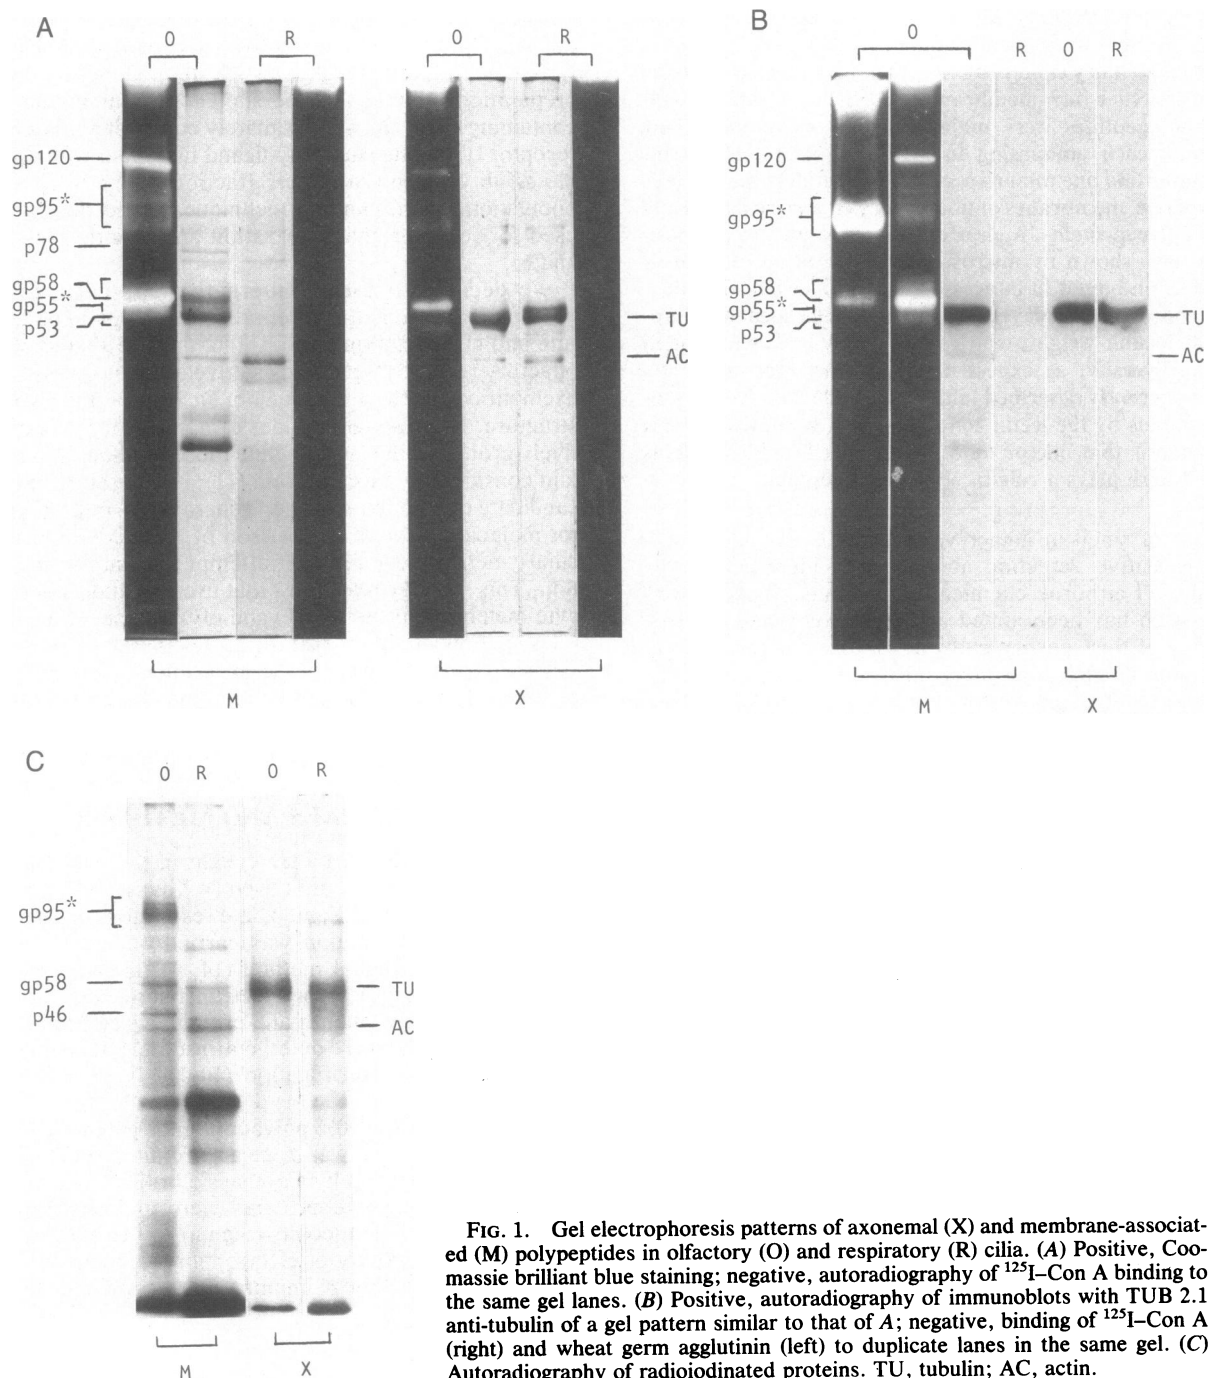 A
O
R
O
R
gp120
gp95*
p78
gp58
gp55*
p53
TU
AC
M
X
B
O
R
O
R
gp120
gp95*
gp58
gp55*
p53
TU
AC
M
X
C
O
R
O
R
gp95*
gp58
p46
TU
AC
M
X
FIG. 1. Gel electrophoresis patterns of axonemal (X) and membrane-associat-
ed (M) polypeptides in olfactory (O) and respiratory (R) cilia. (A) Positive, Coo-
massie brilliant blue staining; negative, autoradiography of ¹²⁵I–Con A binding to
the same gel lanes. (B) Positive, autoradiography of immunoblots with TUB 2.1
anti-tubulin of a gel pattern similar to that of A; negative, binding of ¹²⁵I–Con A
(right) and wheat germ agglutinin (left) to duplicate lanes in the same gel. (C)
Autoradiography of radioiodinated proteins. TU, tubulin; AC, actin.